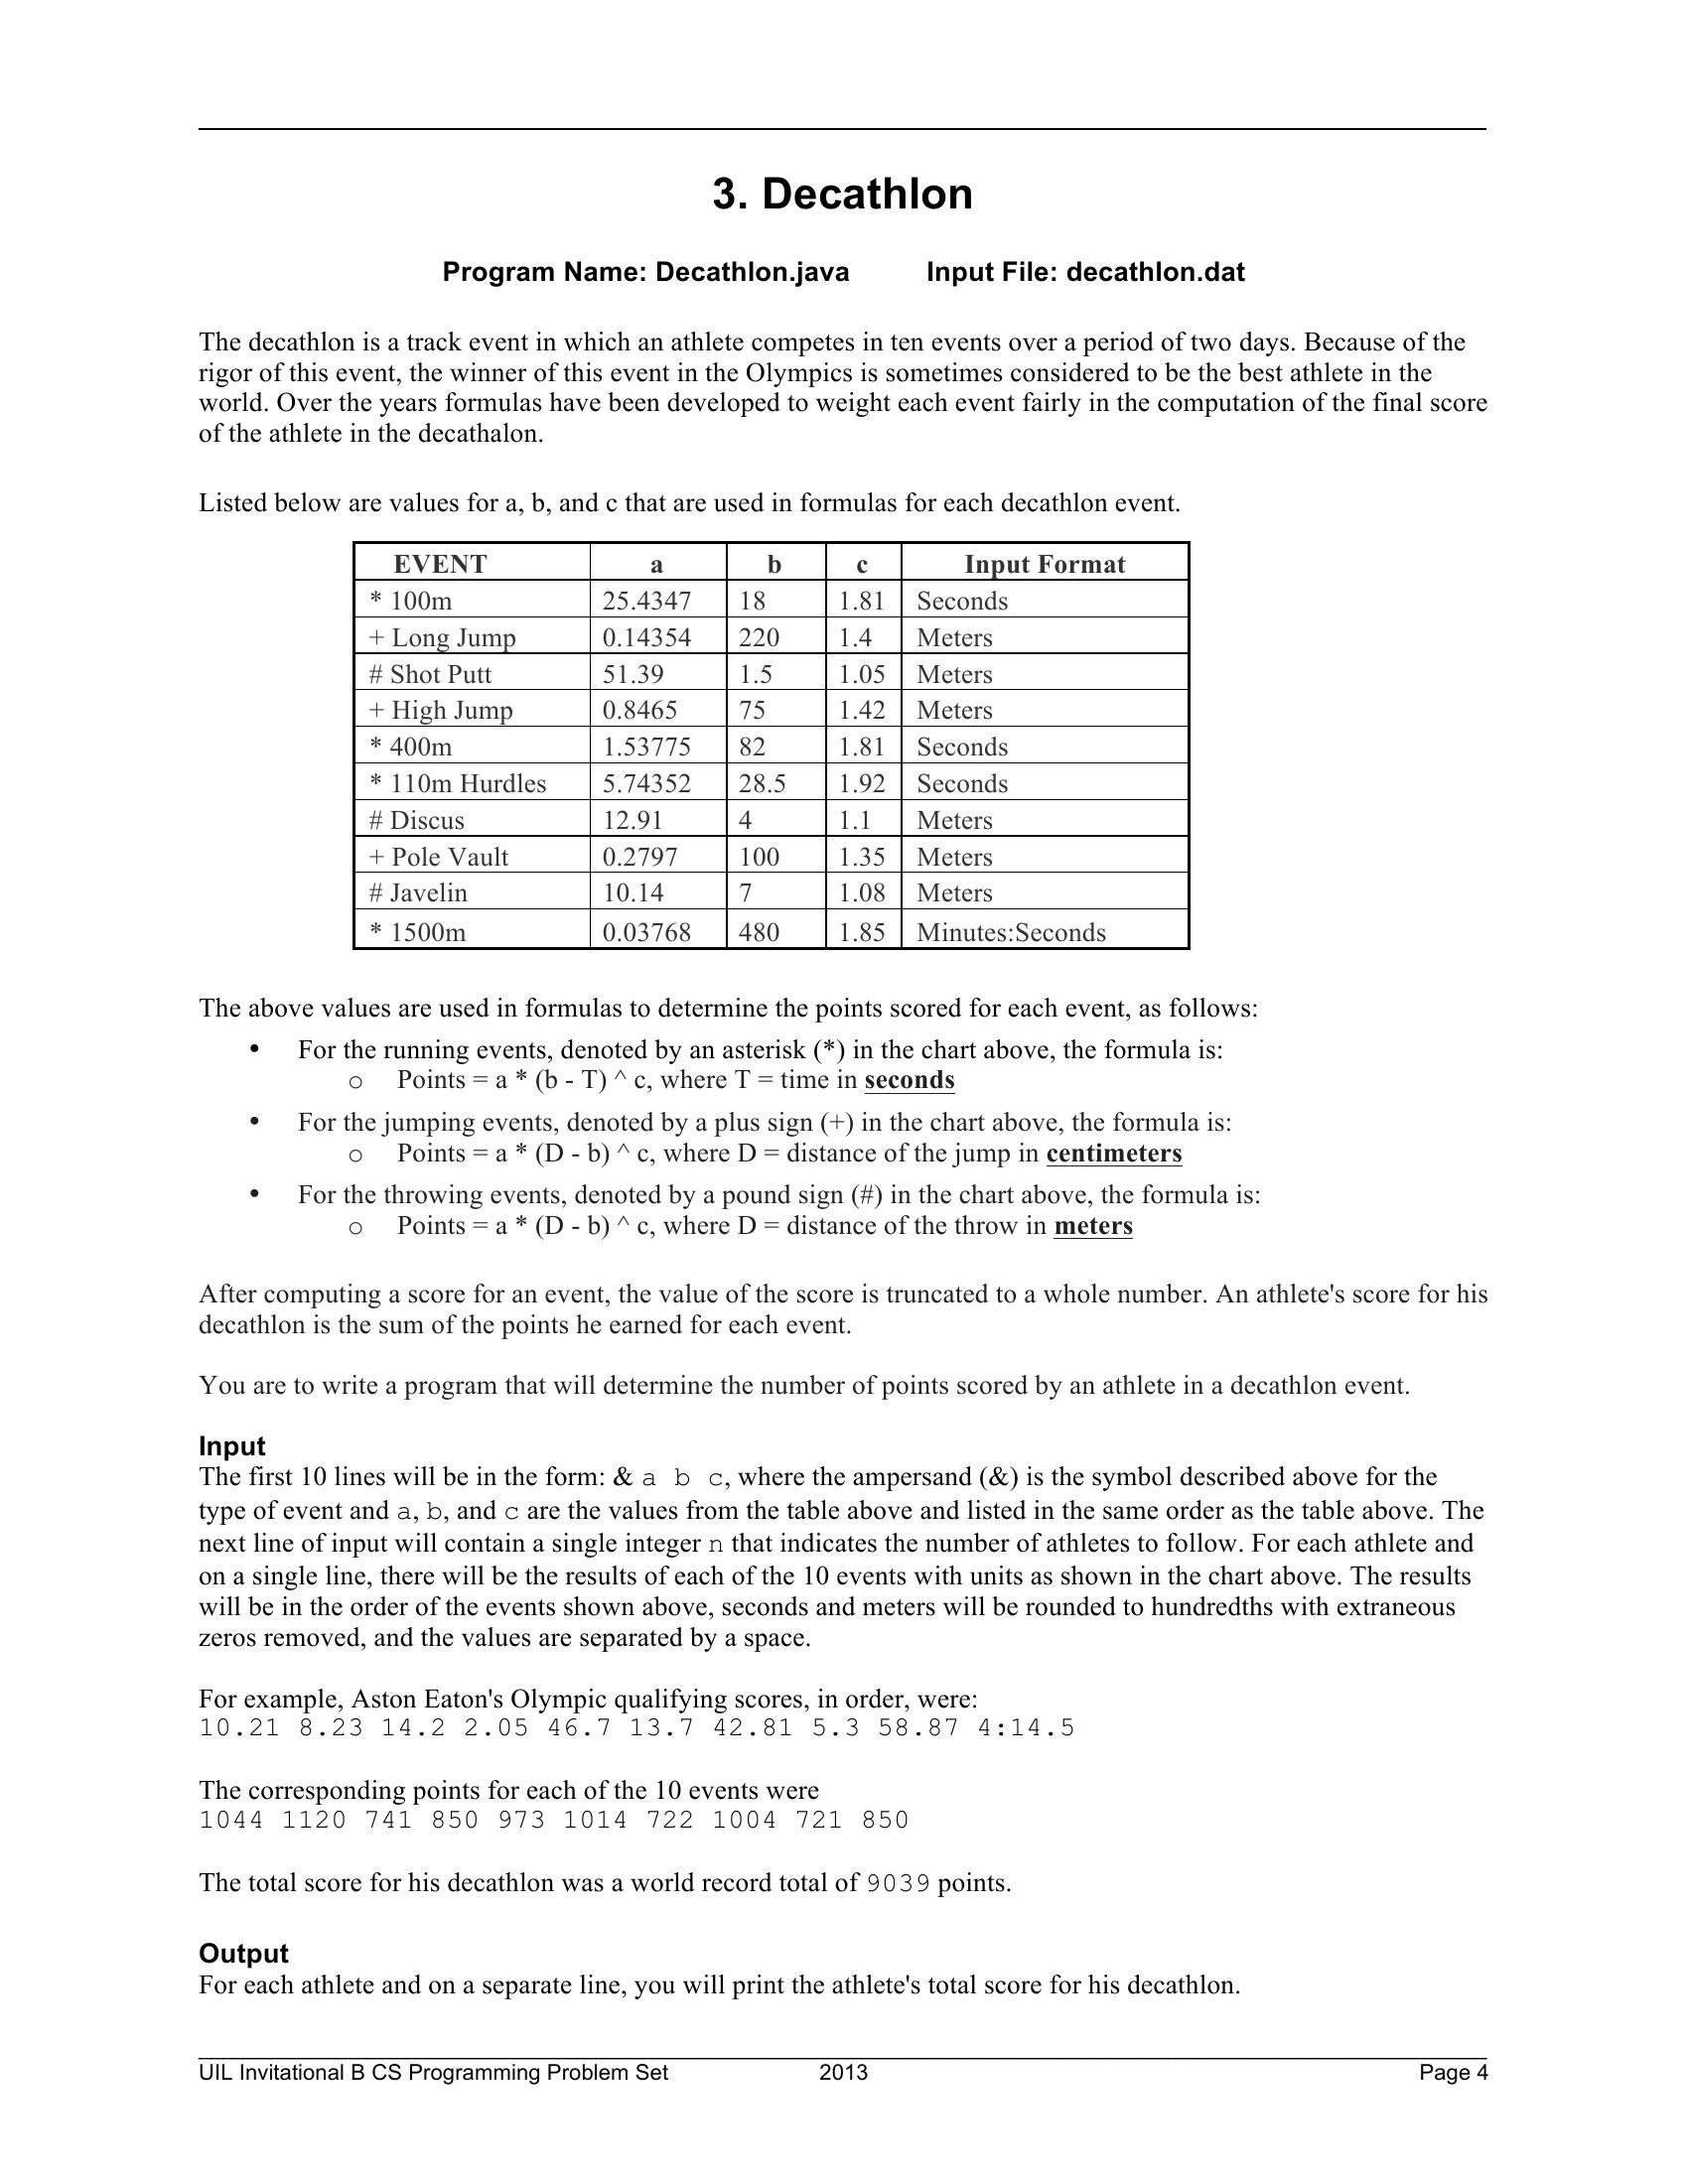 3. Decathlon
Program Name: Decathlon.java Input File: decathlon.dat
The decathlon is a track event in which an athlete competes in ten events over a period of two days. Because of the
rigor of this event, the winner of this event in the Olympics is sometimes considered to be the best athlete in the
world. Over the years formulas have been developed to weight each event fairly in the computation of the final score
of the athlete in the decathalon.
Listed below are values for a, b, and c that are used in formulas for each decathlon event.
EVENT a b c Input Format
* 100m 25.4347 18 1.81 Seconds
+ Long Jump 0.14354 220 1.4 Meters
# Shot Putt 51.39 1.5 1.05 Meters
+ High Jump 0.8465 75 1.42 Meters
* 400m 1.53775 82 1.81 Seconds
* 110m Hurdles 5.74352 28.5 1.92 Seconds
# Discus 12.91 4 1.1 Meters
+ Pole Vault 0.2797 100 1.35 Meters
# Javelin 10.14 7 1.08 Meters
* 1500m 0.03768 480 1.85 Minutes:Seconds
The above values are used in formulas to determine the points scored for each event, as follows:
• For the running events, denoted by an asterisk (*) in the chart above, the formula is:
o Points = a * (b - T) ^ c, where T = time in seconds
• For the jumping events, denoted by a plus sign (+) in the chart above, the formula is:
o Points = a * (D - b) ^ c, where D = distance of the jump in centimeters
• For the throwing events, denoted by a pound sign (#) in the chart above, the formula is:
o Points = a * (D - b) ^ c, where D = distance of the throw in meters
After computing a score for an event, the value of the score is truncated to a whole number. An athlete's score for his
decathlon is the sum of the points he earned for each event.
You are to write a program that will determine the number of points scored by an athlete in a decathlon event.
Input
The first 10 lines will be in the form: & a b c, where the ampersand (&) is the symbol described above for the
type of event and a, b, and c are the values from the table above and listed in the same order as the table above. The
next line of input will contain a single integer n that indicates the number of athletes to follow. For each athlete and
on a single line, there will be the results of each of the 10 events with units as shown in the chart above. The results
will be in the order of the events shown above, seconds and meters will be rounded to hundredths with extraneous
zeros removed, and the values are separated by a space.
For example, Aston Eaton's Olympic qualifying scores, in order, were:
10.21 8.23 14.2 2.05 46.7 13.7 42.81 5.3 58.87 4:14.5
The corresponding points for each of the 10 events were
1044 1120 741 850 973 1014 722 1004 721 850
The total score for his decathlon was a world record total of 9039 points.
Output
For each athlete and on a separate line, you will print the athlete's total score for his decathlon.
UIL Invitational B CS Programming Problem Set 2013 Page 4